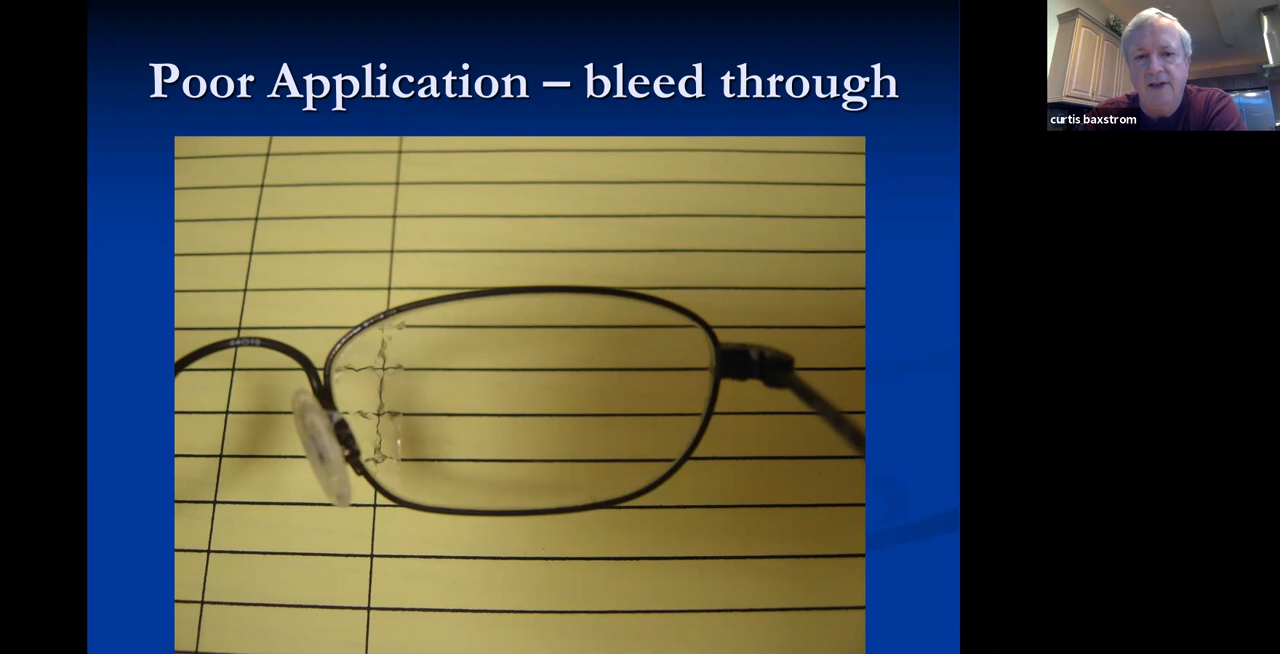 Poor Application – bleed through
curtis baxstrom